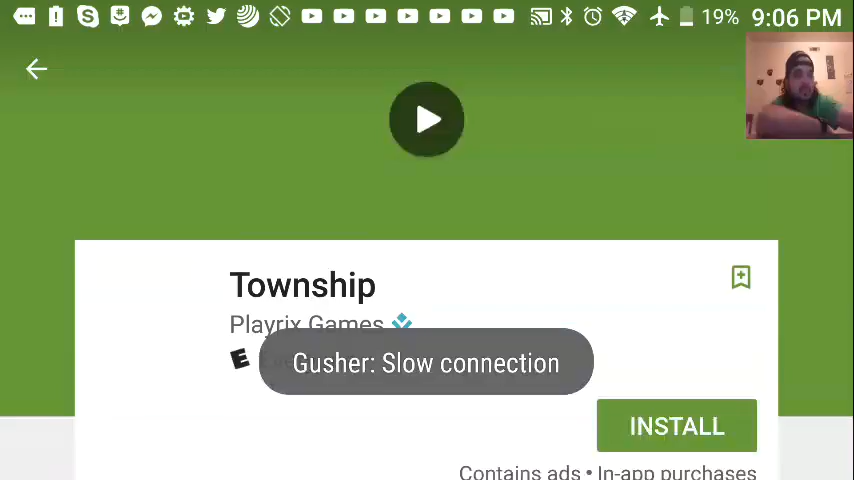 19% 9:06 PM
Township
Playrix Games
E
Gusher: Slow connection
INSTALL
Contains ads • In-app purchases